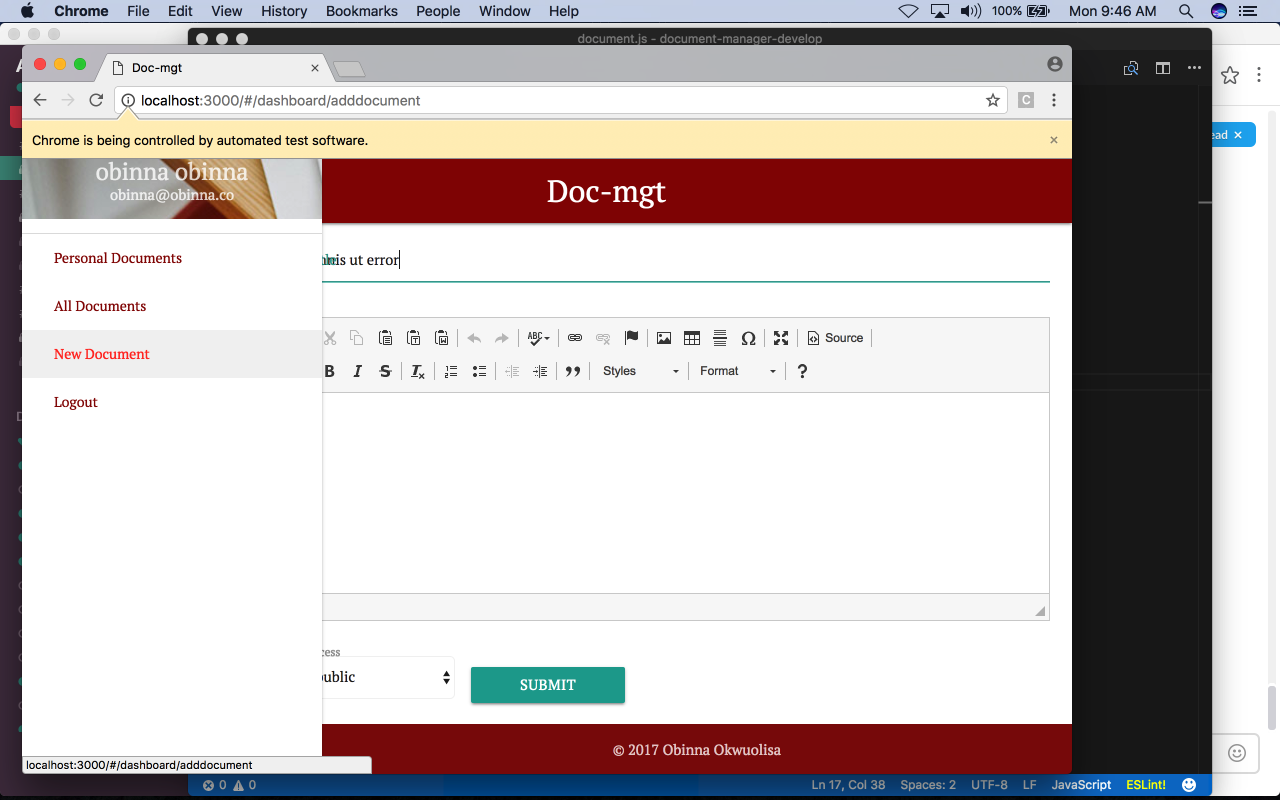 Chrome File Edit View History Bookmarks People Window Help 100% Mon 9:46 AM
document.js - document-manager-develop
Doc-mgt
localhost:3000/#/dashboard/adddocument
Chrome is being controlled by automated test software.
obinna obinna
obinna@obinna.co
Doc-mgt
Personal Documents
All Documents
New Document
Logout
is ut error
ABC
Source
B I S Tx
Styles Format ?
cess
public
SUBMIT
© 2017 Obinna Okwuolisa
localhost:3000/#/dashboard/adddocument
0 0 Ln 17, Col 38 Spaces: 2 UTF-8 LF JavaScript ESLint!
ead